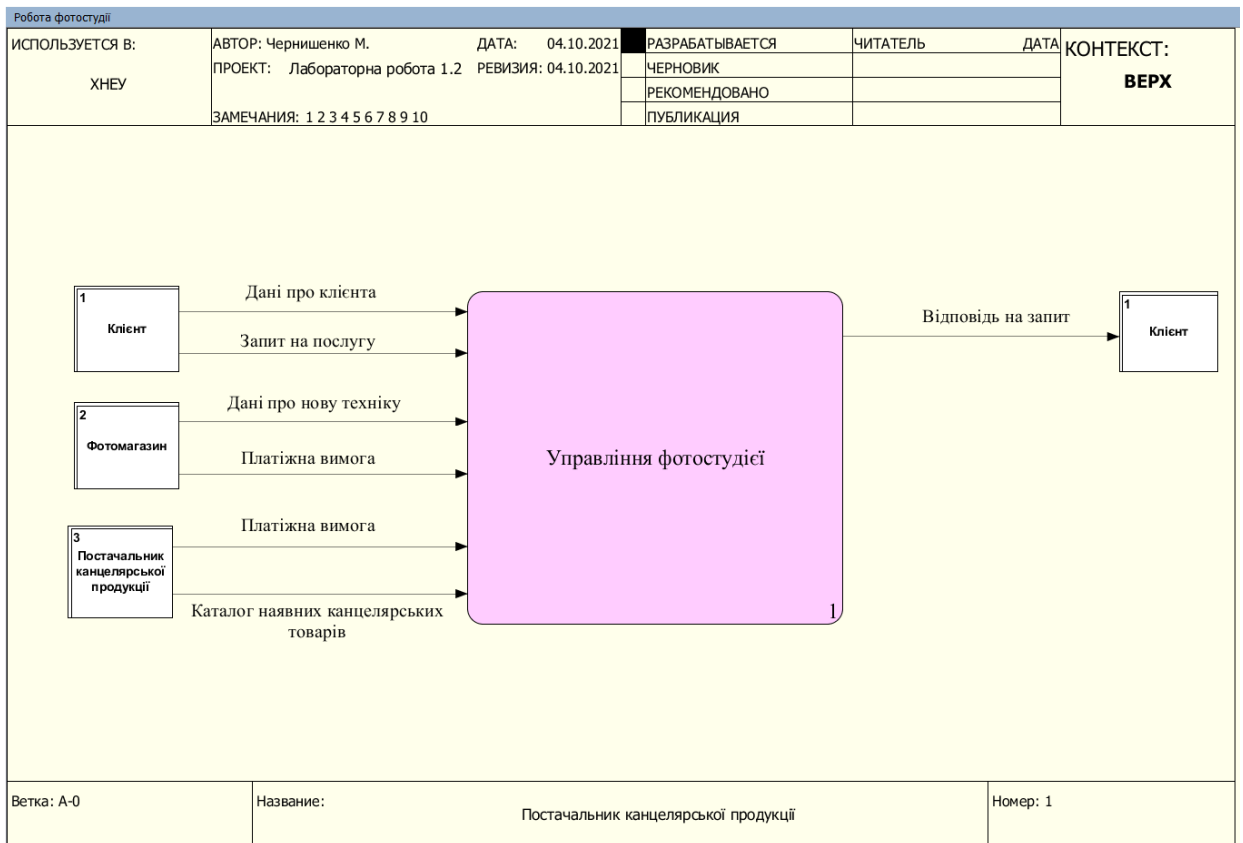 Робота фотостудії
ИСПОЛЬЗУЕТСЯ В:
ХНЕУ
АВТОР: Чернишенко М.
ДАТА: 04.10.2021
ПРОЕКТ: Лабораторна робота 1.2
РЕВИЗИЯ: 04.10.2021
ЗАМЕЧАНИЯ: 1 2 3 4 5 6 7 8 9 10
РАЗРАБАТЫВАЕТСЯ
ЧЕРНОВИК
РЕКОМЕНДОВАНО
ПУБЛИКАЦИЯ
ЧИТАТЕЛЬ
ДАТА
КОНТЕКСТ:
ВЕРХ
1
Клієнт
Дані про клієнта
Запит на послугу
2
Фотомагазин
Дані про нову техніку
Платіжна вимога
3
Постачальник
канцелярської
продукції
Платіжна вимога
Каталог наявних канцелярських
товарів
Управління фотостудієї
1
Відповідь на запит
1
Клієнт
Ветка: A-0
Название:
Постачальник канцелярської продукції
Номер: 1